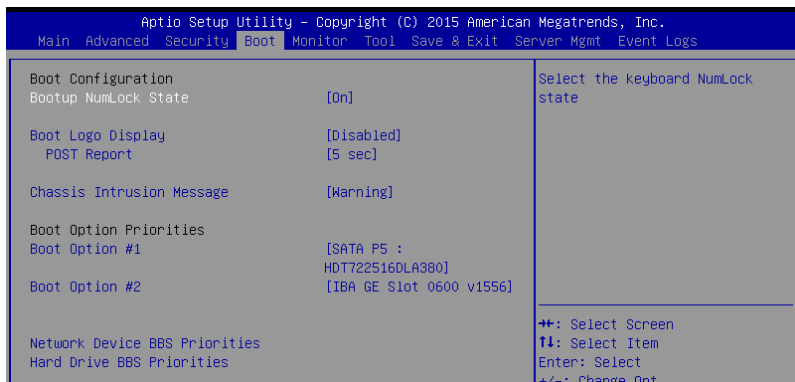 Aptio Setup Utility – Copyright (C) 2015 American Megatrends, Inc.
Main Advanced Security Boot Monitor Tool Save & Exit Server Mgmt Event Logs
Boot Configuration
Bootup NumLock State [On]
Boot Logo Display [Disabled]
POST Report [5 sec]
Chassis Intrusion Message [Warning]
Boot Option Priorities
Boot Option #1 [SATA P5 :
HDT722516DLA380]
Boot Option #2 [IBA GE Slot 0600 v1556]
Network Device BBS Priorities
Hard Drive BBS Priorities
Select the keyboard NumLock
state
→←: Select Screen
↑↓: Select Item
Enter: Select
+/-: Change Opt.